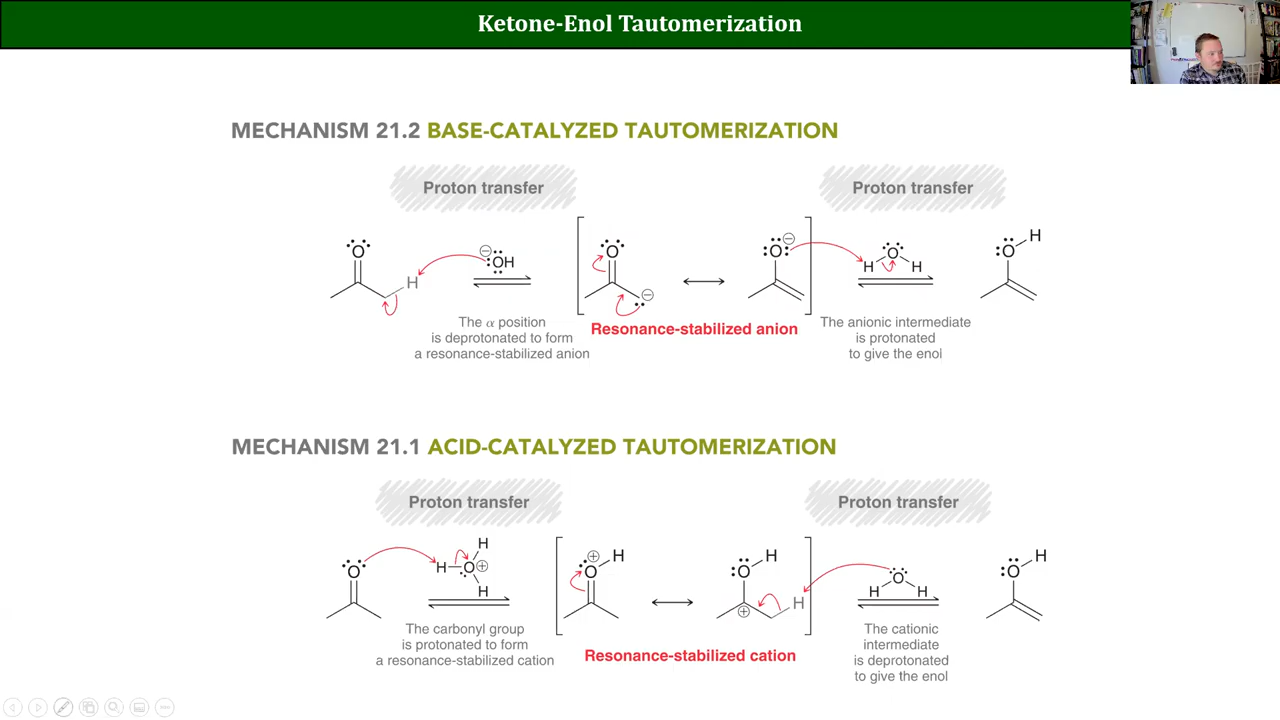 Ketone-Enol Tautomerization
MECHANISM 21.2 BASE-CATALYZED TAUTOMERIZATION
Proton transfer
Proton transfer
O
H
⊖
OH
O
⊖
O
⊖
H
O
H
O
H
The α position
is deprotonated to form
a resonance-stabilized anion
Resonance-stabilized anion
The anionic intermediate
is protonated
to give the enol
MECHANISM 21.1 ACID-CATALYZED TAUTOMERIZATION
Proton transfer
Proton transfer
O
H
H
O
⊕
H
⊕
H
O
H
O
⊕
H
O
H
H
H
O
The carbonyl group
is protonated to form
a resonance-stabilized cation
Resonance-stabilized cation
The cationic
intermediate
is deprotonated
to give the enol